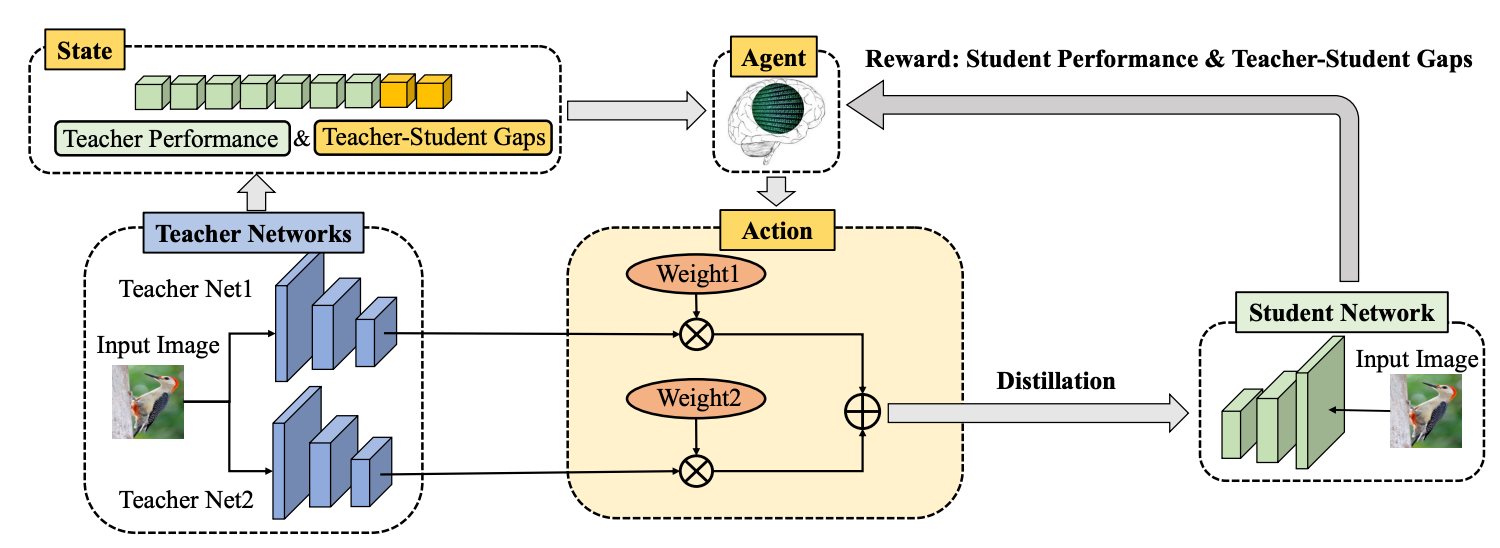 State
Teacher Performance & Teacher-Student Gaps
Agent
Reward: Student Performance & Teacher-Student Gaps
Teacher Networks
Teacher Net1
Input Image
Teacher Net2
Action
Weight1
Weight2
Distillation
Student Network
Input Image